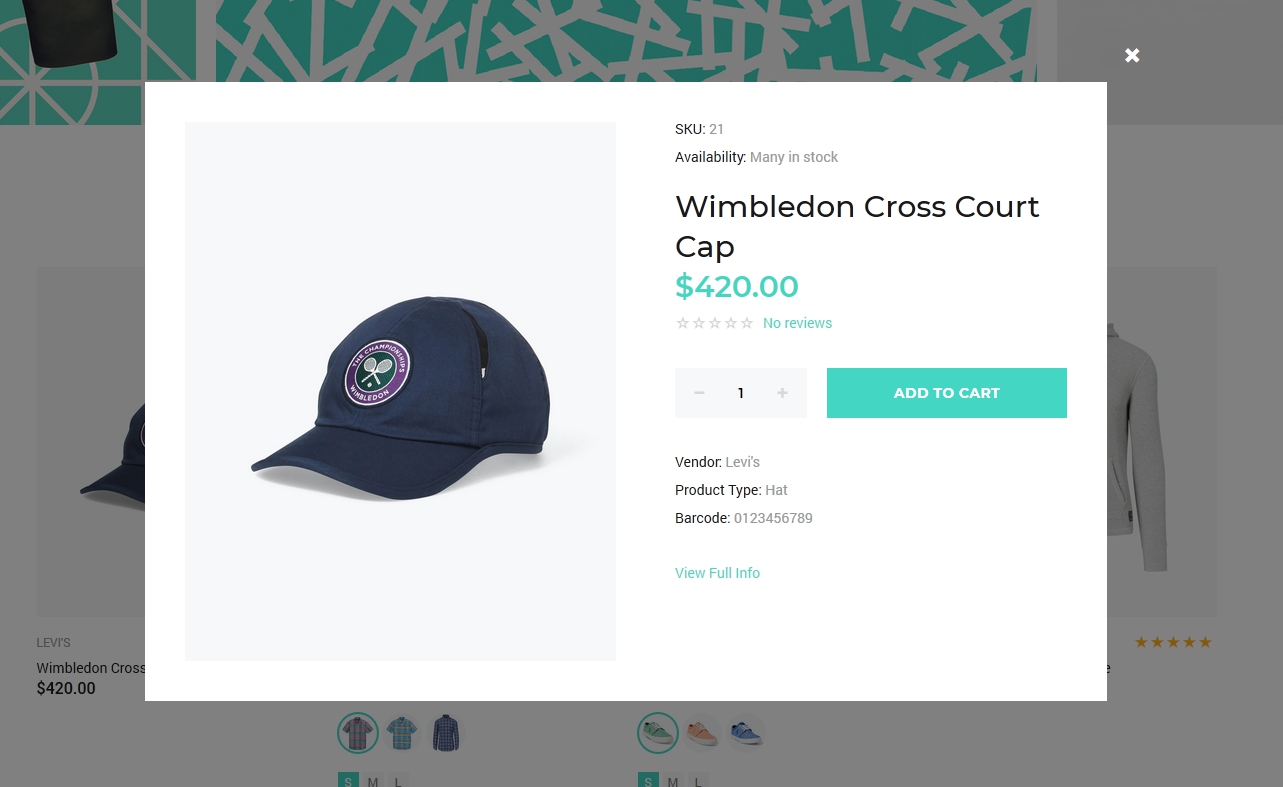 SKU: 21
Availability: Many in stock
Wimbledon Cross Court
Cap
$420.00
No reviews
1
ADD TO CART
Vendor: Levi's
Product Type: Hat
Barcode: 0123456789
View Full Info
THE CHAMPIONSHIPS
WIMBLEDON
LEVI'S
Wimbledon Cross
$420.00
e
S M L
S M L